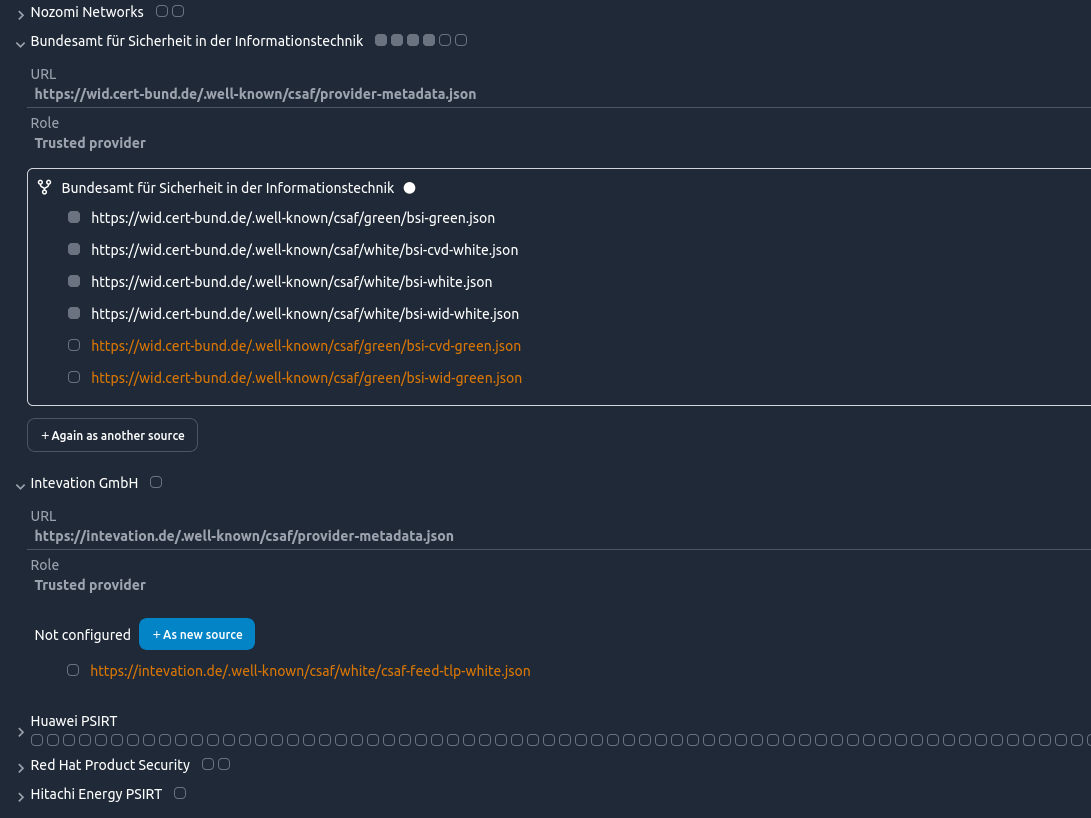 Nozomi Networks
Bundesamt für Sicherheit in der Informationstechnik
URL
https://wid.cert-bund.de/.well-known/csaf/provider-metadata.json
Role
Trusted provider
Bundesamt für Sicherheit in der Informationstechnik
https://wid.cert-bund.de/.well-known/csaf/green/bsi-green.json
https://wid.cert-bund.de/.well-known/csaf/white/bsi-cvd-white.json
https://wid.cert-bund.de/.well-known/csaf/white/bsi-white.json
https://wid.cert-bund.de/.well-known/csaf/white/bsi-wid-white.json
https://wid.cert-bund.de/.well-known/csaf/green/bsi-cvd-green.json
https://wid.cert-bund.de/.well-known/csaf/green/bsi-wid-green.json
+ Again as another source
Intevation GmbH
URL
https://intevation.de/.well-known/csaf/provider-metadata.json
Role
Trusted provider
Not configured + As new source
https://intevation.de/.well-known/csaf/white/csaf-feed-tlp-white.json
Huawei PSIRT
Red Hat Product Security
Hitachi Energy PSIRT